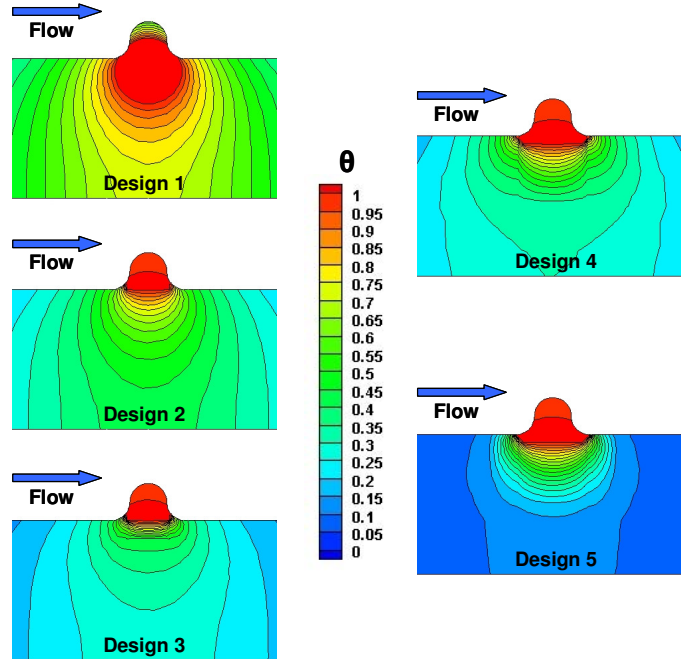 Flow
Design 1
Flow
Design 2
Flow
Design 3
θ
1
0.95
0.9
0.85
0.8
0.75
0.7
0.65
0.6
0.55
0.5
0.45
0.4
0.35
0.3
0.25
0.2
0.15
0.1
0.05
0
Flow
Design 4
Flow
Design 5